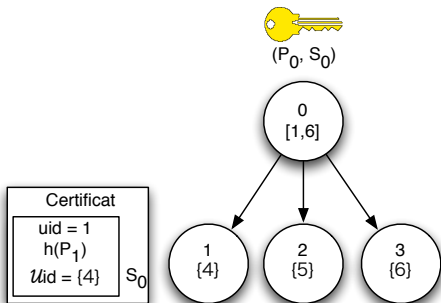 (P₀, S₀)
0
[1,6]
Certificat
uid = 1
h(P₁)
𝒰id = {4}
S₀
1
{4}
2
{5}
3
{6}